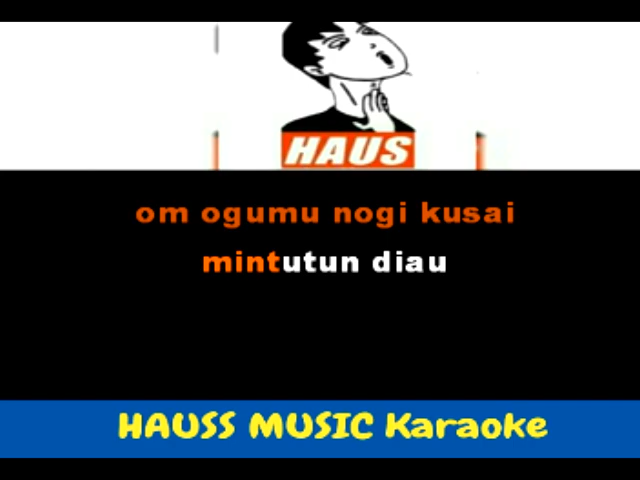 HAUS
om ogumu nogi kusai
mintutun diau
HAUSS MUSIC Karaoke